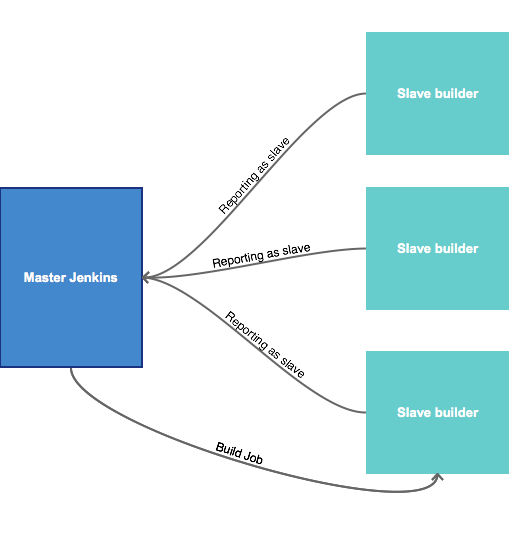 Slave builder
Reporting as slave
Master Jenkins
Reporting as slave
Slave builder
Reporting as slave
Slave builder
Build Job